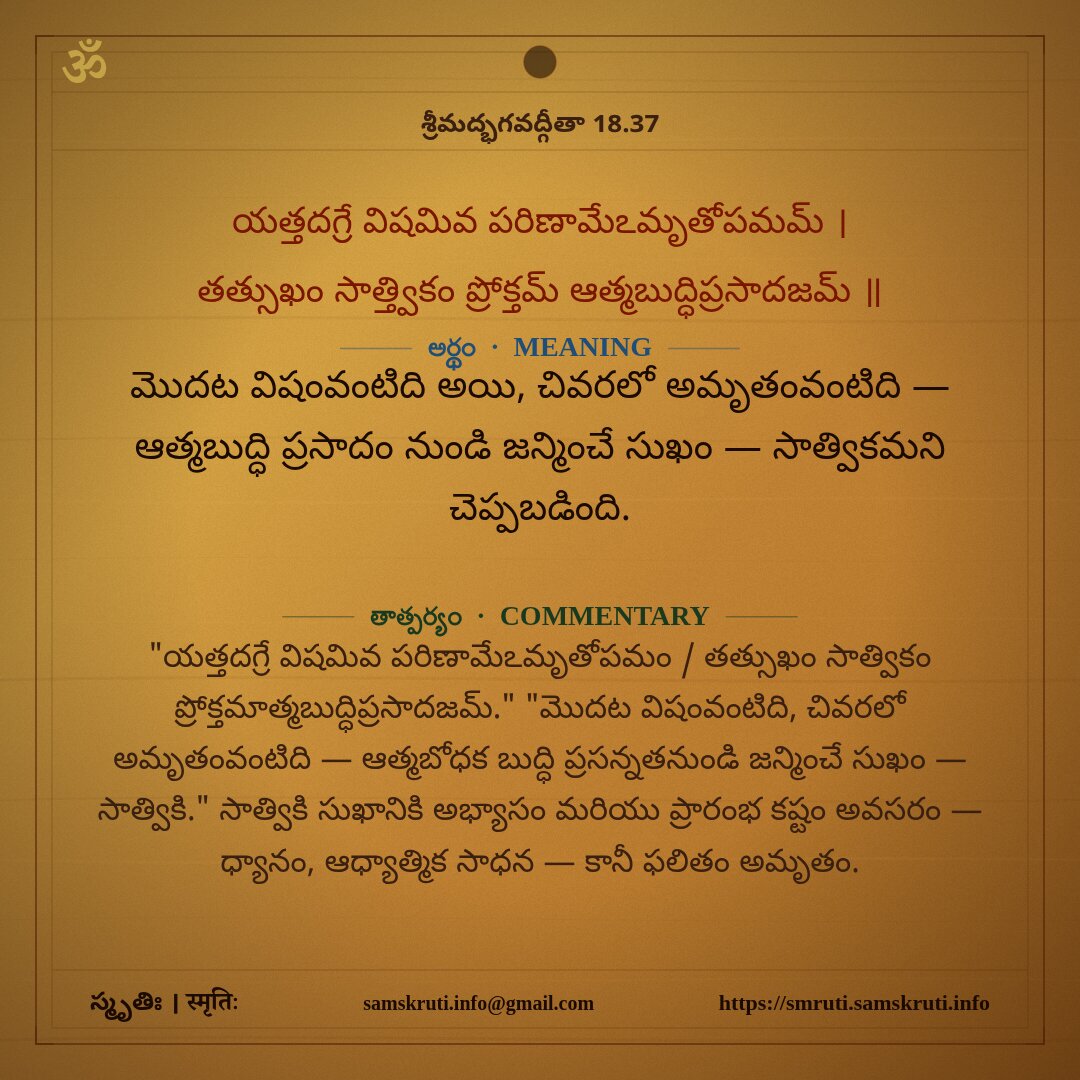 ॐ
శ్రీమద్భగవద్గీతా 18.37
యత్తదగ్రే విషమివ పరిణామేఽమృతోపమమ్ |
తత్సుఖం సాత్త్వికం ప్రోక్తమ్ ఆత్మబుద్ధిప్రసాదజమ్ ||
అర్థం · MEANING
మొదట విషంవంటిది అయి, చివరలో అమృతంవంటిది —
ఆత్మబుద్ధి ప్రసాదం నుండి జన్మించే సుఖం — సాత్వికమని
చెప్పబడింది.
తాత్పర్యం · COMMENTARY
"యత్తదగ్రే విషమివ పరిణామేఽమృతోపమం / తత్సుఖం సాత్వికం
ప్రోక్తమాత్మబుద్ధిప్రసాదజమ్." "మొదట విషంవంటిది, చివరలో
అమృతంవంటిది — ఆత్మబోధక బుద్ధి ప్రసన్నతనుండి జన్మించే సుఖం —
సాత్వికి." సాత్వికి సుఖానికి అభ్యాసం మరియు ప్రారంభ కష్టం అవసరం —
ధ్యానం, ఆధ్యాత్మిక సాధన — కానీ ఫలితం అమృతం.
స్మృతిః | स्मृतिः samskruti.info@gmail.com https://smruti.samskruti.info